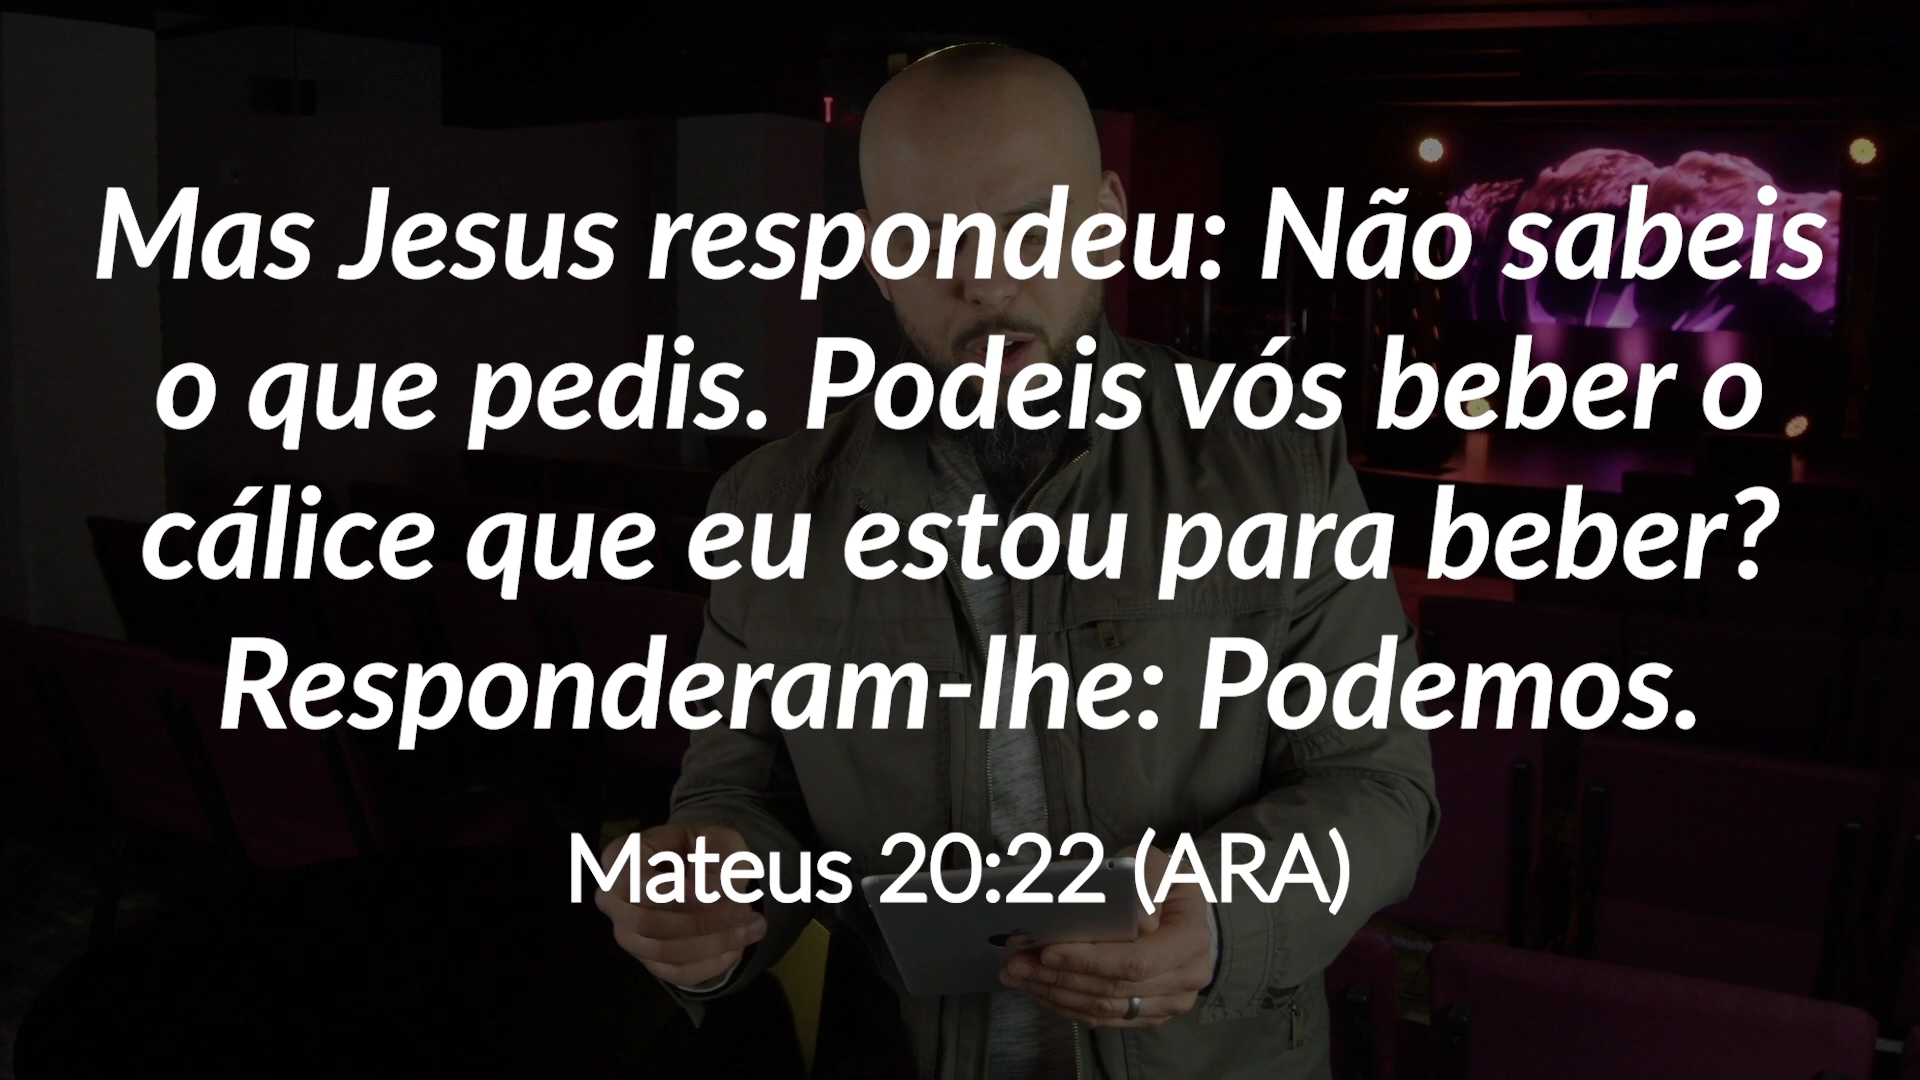 Mas Jesus respondeu: Não sabeis
o que pedis. Podeis vós beber o
cálice que eu estou para beber?
Responderam-lhe: Podemos.
Mateus 20:22 (ARA)